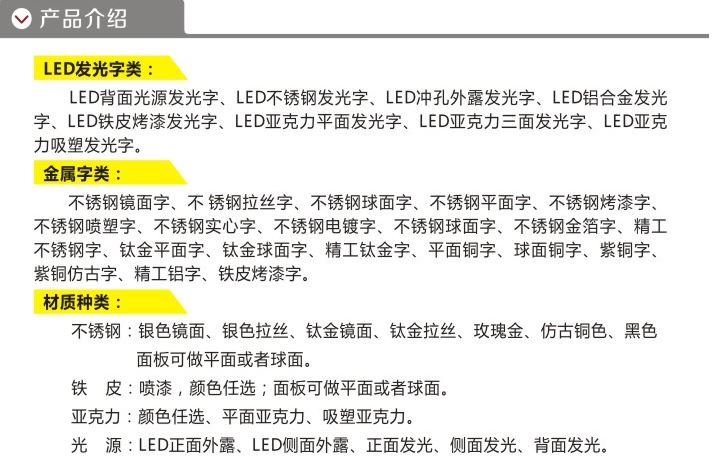 产品介绍
LED发光字类：
LED背面光源发光字、LED不锈钢发光字、LED冲孔外露发光字、LED铝合金发光
字、LED铁皮烤漆发光字、LED亚克力平面发光字、LED亚克力三面发光字、LED亚克
力吸塑发光字。
金属字类：
不锈钢镜面字、不 锈钢拉丝字、不锈钢球面字、不锈钢平面字、不锈钢烤漆字、
不锈钢喷塑字、不锈钢实心字、不锈钢电镀字、不锈钢球面字、不锈钢金箔字、精工
不锈钢字、钛金平面字、钛金球面字、精工钛金字、平面铜字、球面铜字、紫铜字、
紫铜仿古字、精工铝字、铁皮烤漆字。
材质种类：
不锈钢：银色镜面、银色拉丝、钛金镜面、钛金拉丝、玫瑰金、仿古铜色、黑色
面板可做平面或者球面。
铁 皮：喷漆，颜色任选；面板可做平面或者球面。
亚克力：颜色任选、平面亚克力、吸塑亚克力。
光 源：LED正面外露、LED侧面外露、正面发光、侧面发光、背面发光。